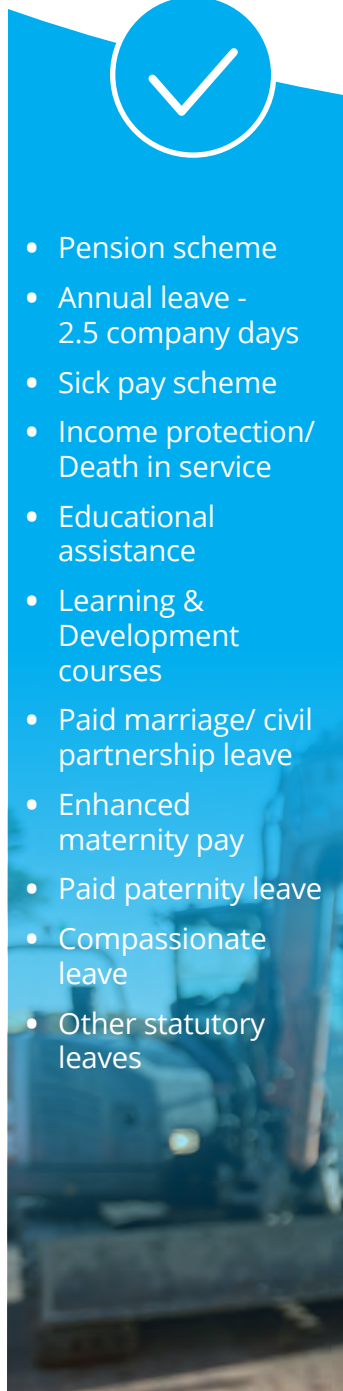 • Pension scheme
• Annual leave -
2.5 company days
• Sick pay scheme
• Income protection/
Death in service
• Educational
assistance
• Learning &
Development
courses
• Paid marriage/ civil
partnership leave
• Enhanced
maternity pay
• Paid paternity leave
• Compassionate
leave
• Other statutory
leaves